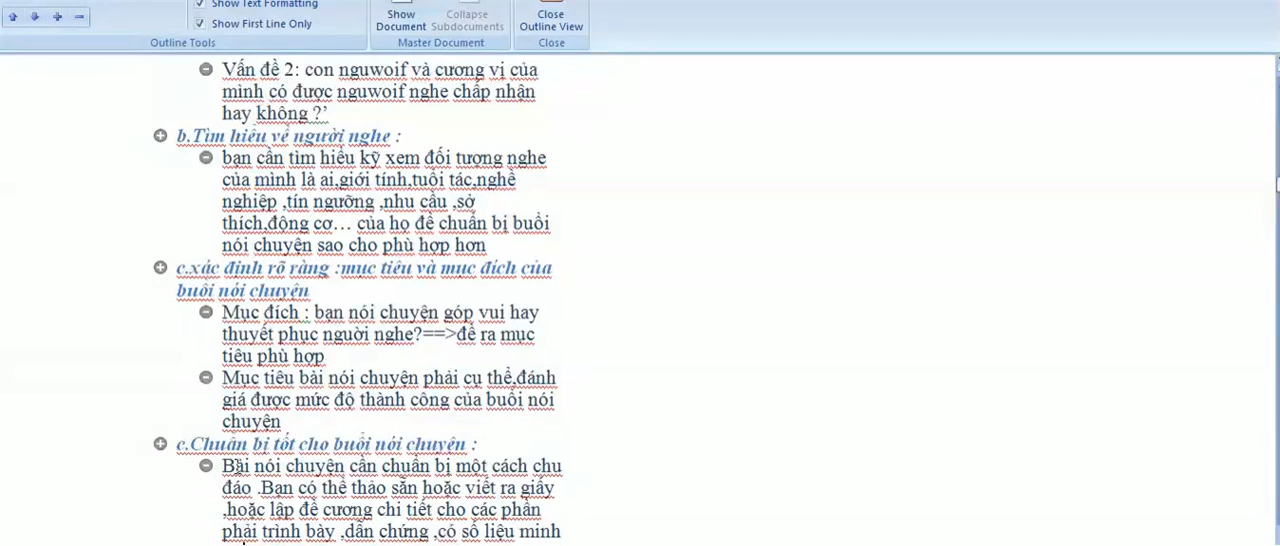 Show Text Formatting
Show First Line Only
Show
Document
Collapse
Subdocuments
Close
Outline View
Outline Tools
Master Document
Close
Vấn đề 2: con nguwoif và cương vị của
mình có được nguwoif nghe chấp nhận
hay không ?’
b.Tìm hiểu về người nghe :
bạn cần tìm hiểu kỹ xem đối tượng nghe
của mình là ai,giới tính,tuổi tác,nghề
nghiệp ,tín ngưỡng ,nhu cầu ,sở
thích,động cơ… của họ để chuẩn bị buổi
nói chuyện sao cho phù hợp hơn
c.xác định rõ ràng :mục tiêu và mục đích của
buổi nói chuyện
Mục đích : bạn nói chuyện góp vui hay
thuyết phục nguời nghe?==>để ra mục
tiêu phù hợp
Mục tiêu bài nói chuyện phải cụ thể,đánh
giá được mức độ thành công của buổi nói
chuyện
c.Chuẩn bị tốt cho buổi nói chuyện :
Bài nói chuyện cần chuẩn bị một cách chu
đáo .Bạn có thể thảo sẵn hoặc viết ra giấy
,hoặc lập đề cương chi tiết cho các phần
phải trình bày ,dẫn chứng ,có số liệu minh